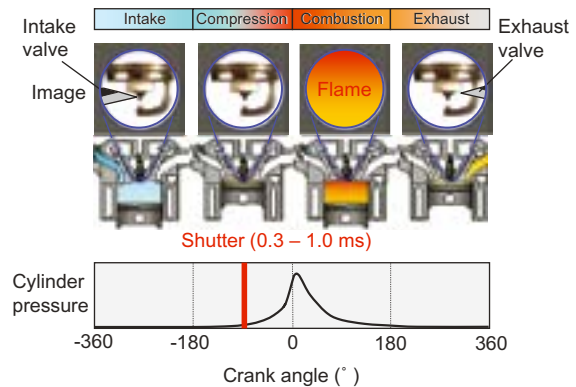 Intake Compression Combustion Exhaust
Intake
valve
Image
Exhaust
valve
Flame
Shutter (0.3 – 1.0 ms)
Cylinder
pressure
-360 -180 0 180 360
Crank angle (°)